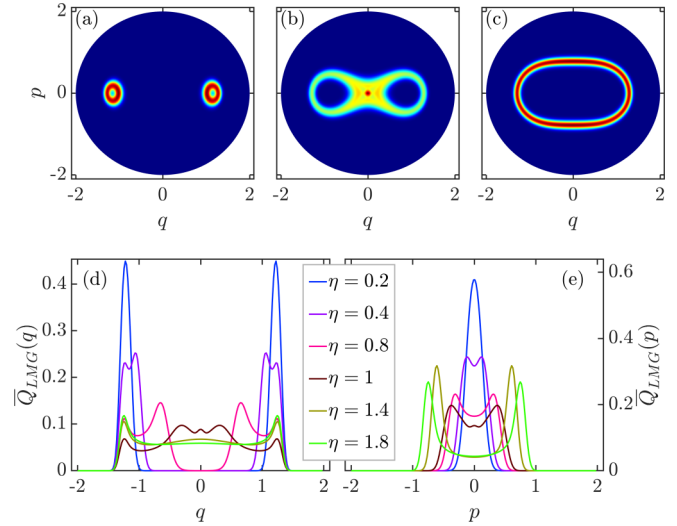 (a) (b) (c)
2
p
0
-2
-2 0 2 -2 0 2 -2 0 2
q q q
(d) (e)
0.4
0.3
0.2
0.1
0
Q̅_LMG(q)
η = 0.2
η = 0.4
η = 0.8
η = 1
η = 1.4
η = 1.8
0.6
0.4
0.2
0
Q̅_LMG(p)
-2 -1 0 1 2 -2 -1 0 1 2
q p